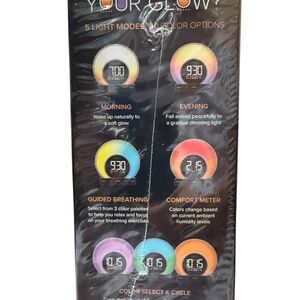 YOUR GLOW?
5 LIGHT MODES COLOR OPTIONS
7:00
9:30
MORNING
Wake up naturally to
a soft glow
EVENING
Fall asleep peacefully to
a gradual dimming light
9:30
2:15
GUIDED BREATHING
Select from 3 color palettes
to help you relax and focus
on your breathing exercises
COMFORT METER
Colors change based
on current ambient
humidity levels
10:15
10:15
10:15
COLOR SELECT & CYCLE